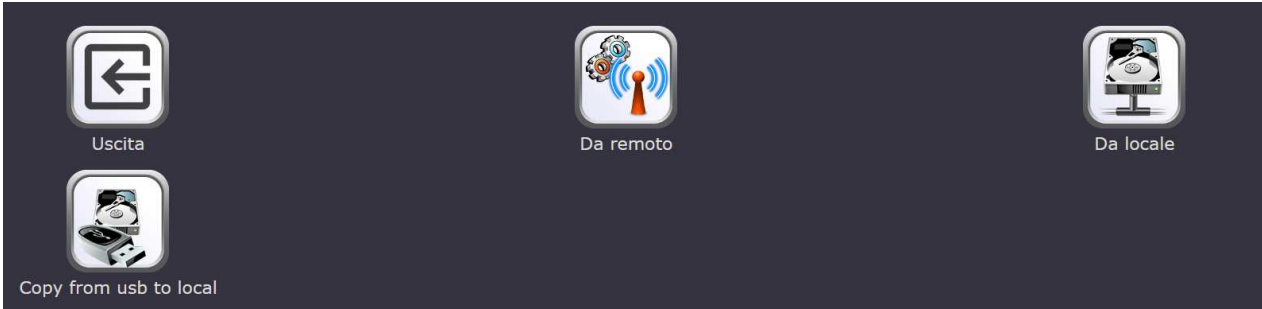 Uscita
Da remoto
Da locale
Copy from usb to local